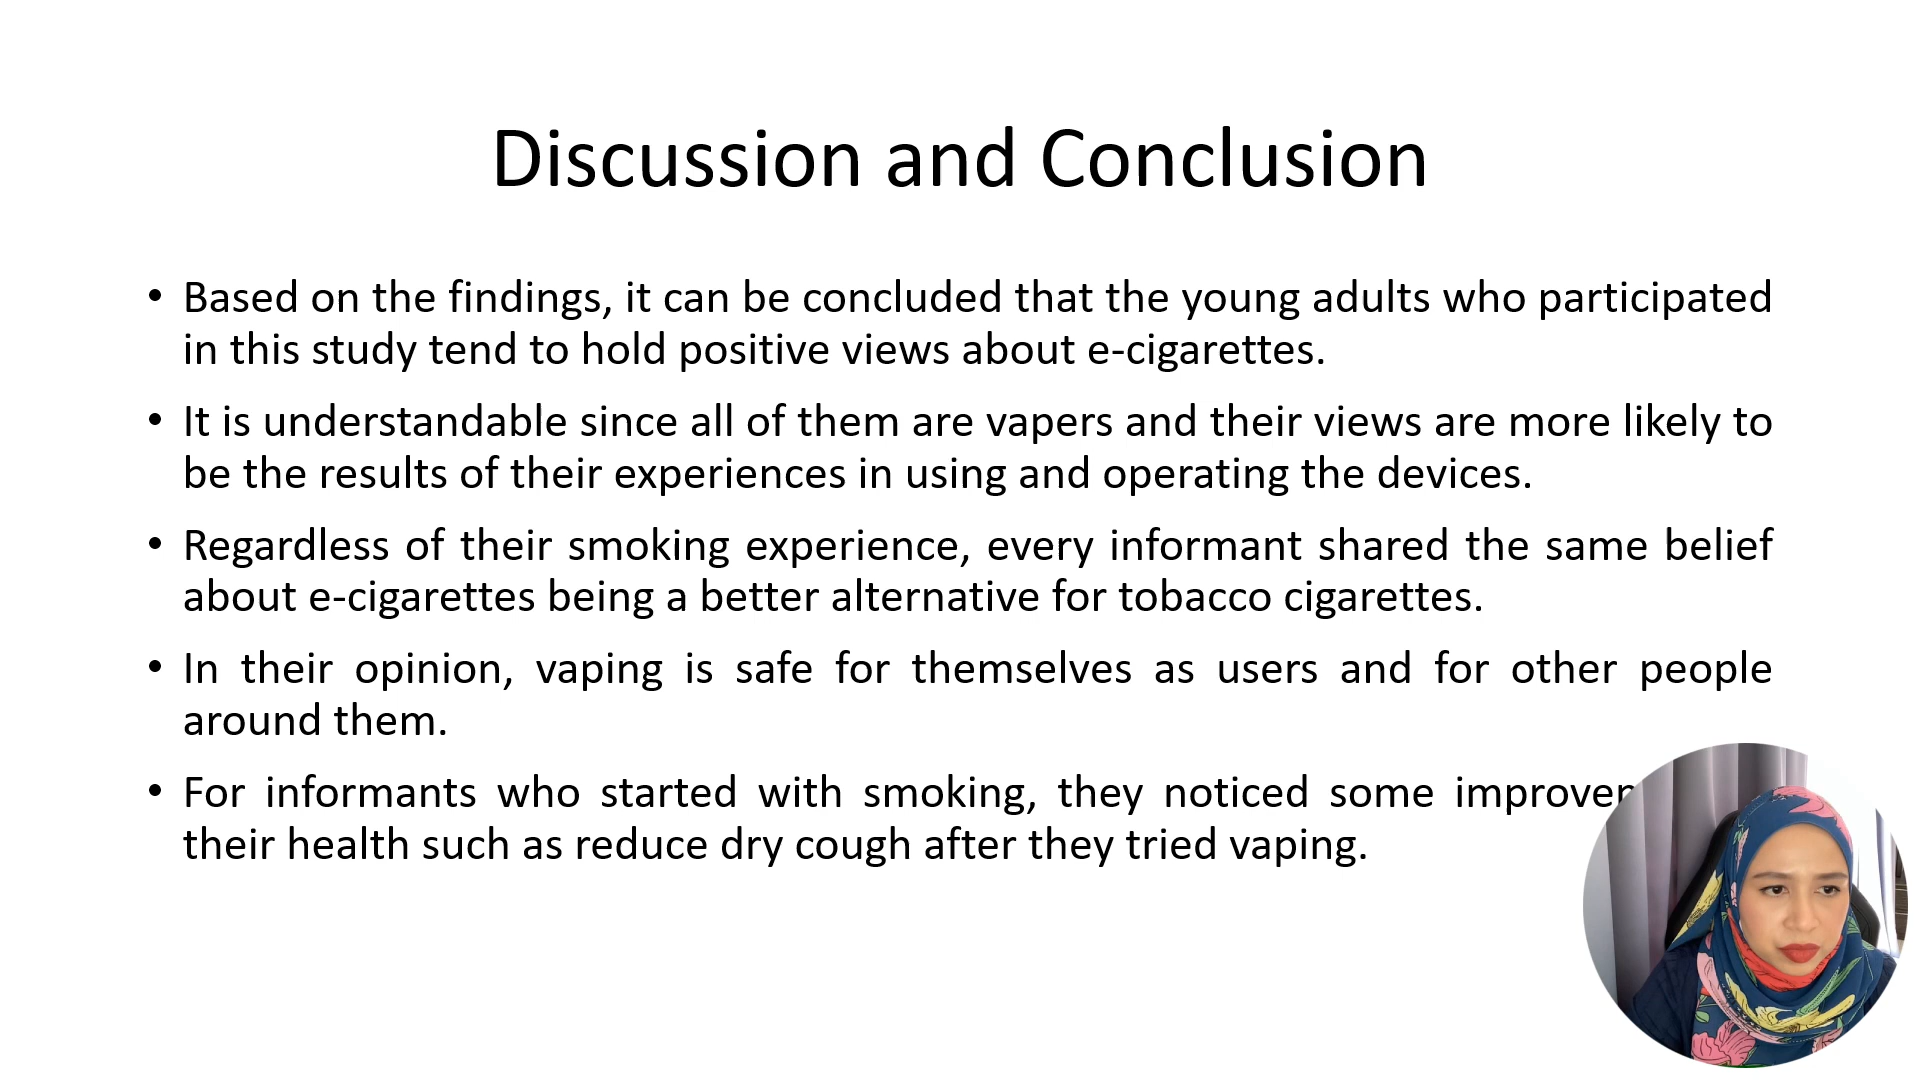 Discussion and Conclusion
• Based on the findings, it can be concluded that the young adults who participated
in this study tend to hold positive views about e-cigarettes.
• It is understandable since all of them are vapers and their views are more likely to
be the results of their experiences in using and operating the devices.
• Regardless of their smoking experience, every informant shared the same belief
about e-cigarettes being a better alternative for tobacco cigarettes.
• In their opinion, vaping is safe for themselves as users and for other people
around them.
• For informants who started with smoking, they noticed some
their health such as reduce dry cough after they tried vaping.